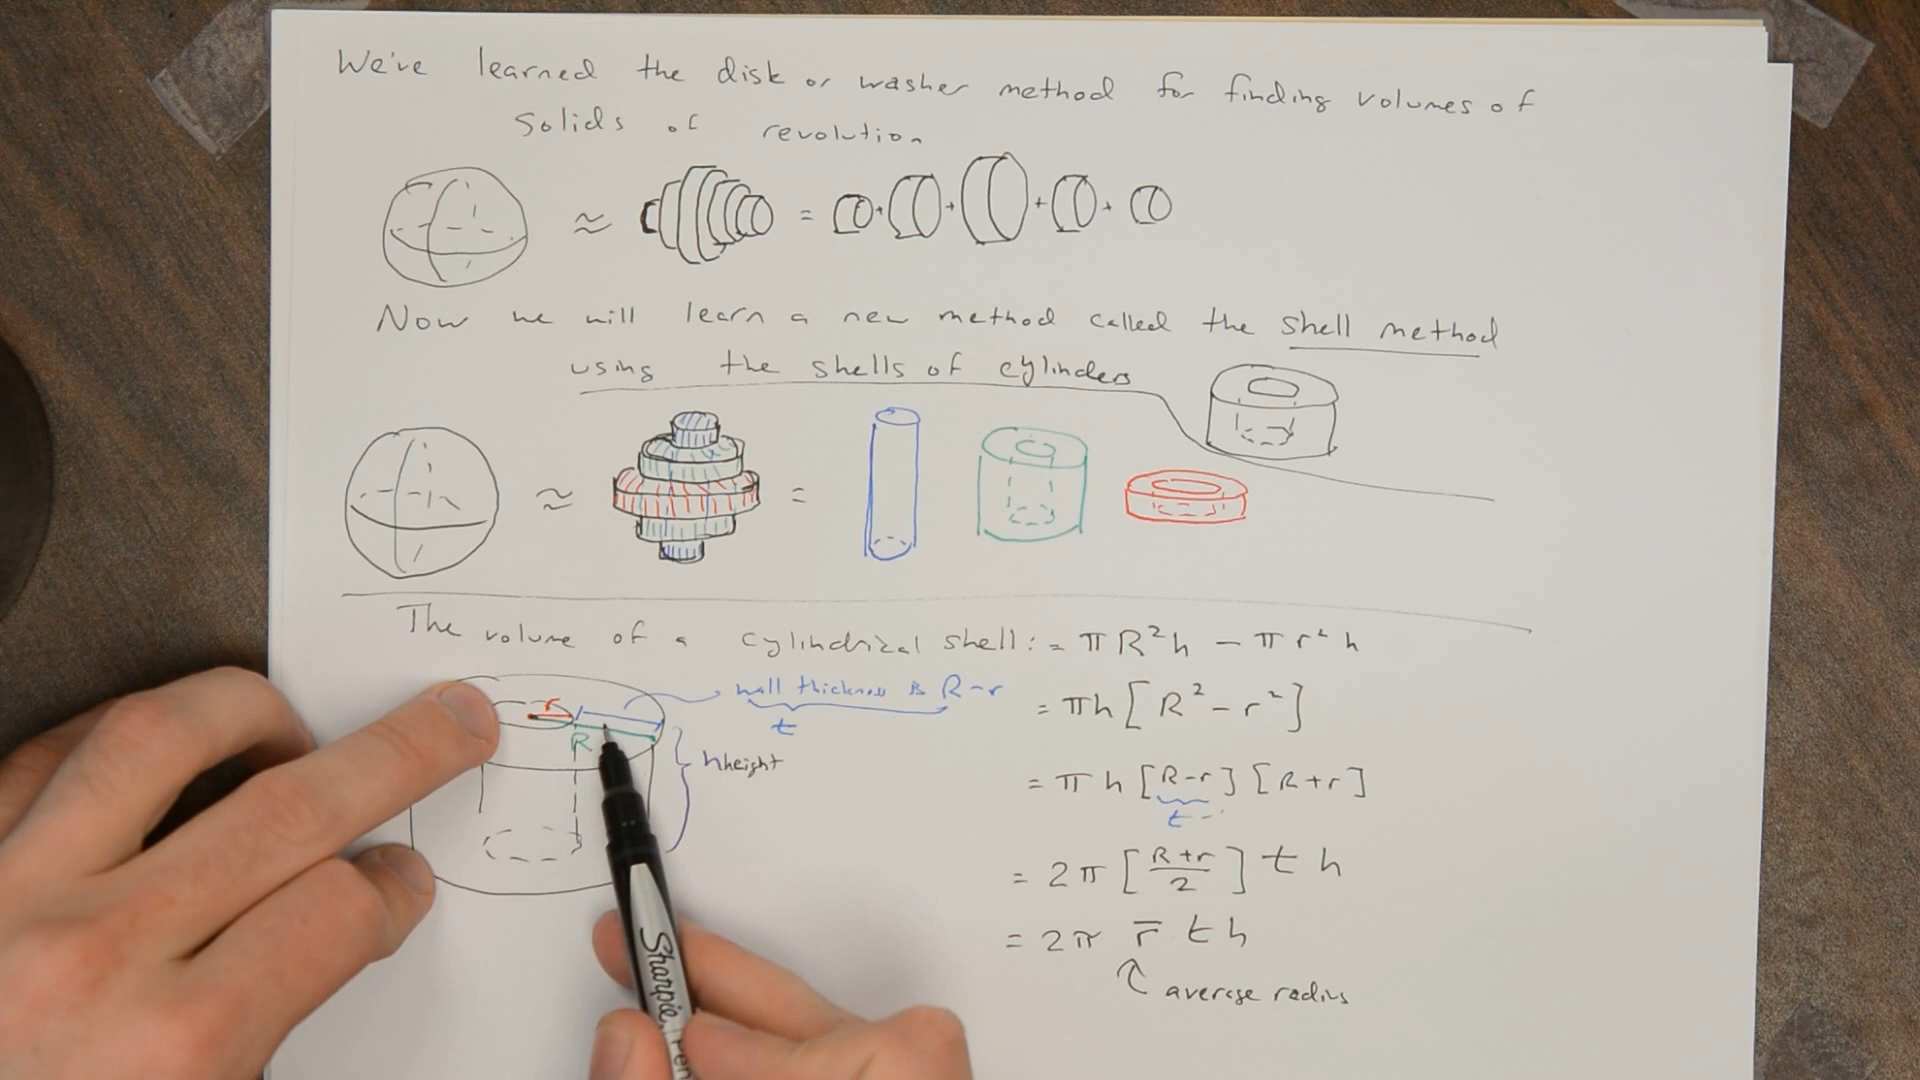 We've learned the disk or washer method for finding volumes of
solids of revolution
≈ = + + + +
Now we will learn a new method called the shell method
using the shells of cylinders
≈ =
The volume of a cylindrical shell: = πR²h − πr²h
r wall thickness is R−r
= πh[R²−r²]
t
R
h height
= πh[R−r][R+r]
t
= 2π[(R+r)/2] t h
= 2π r̄ t h
average radius
Sharpie Pen